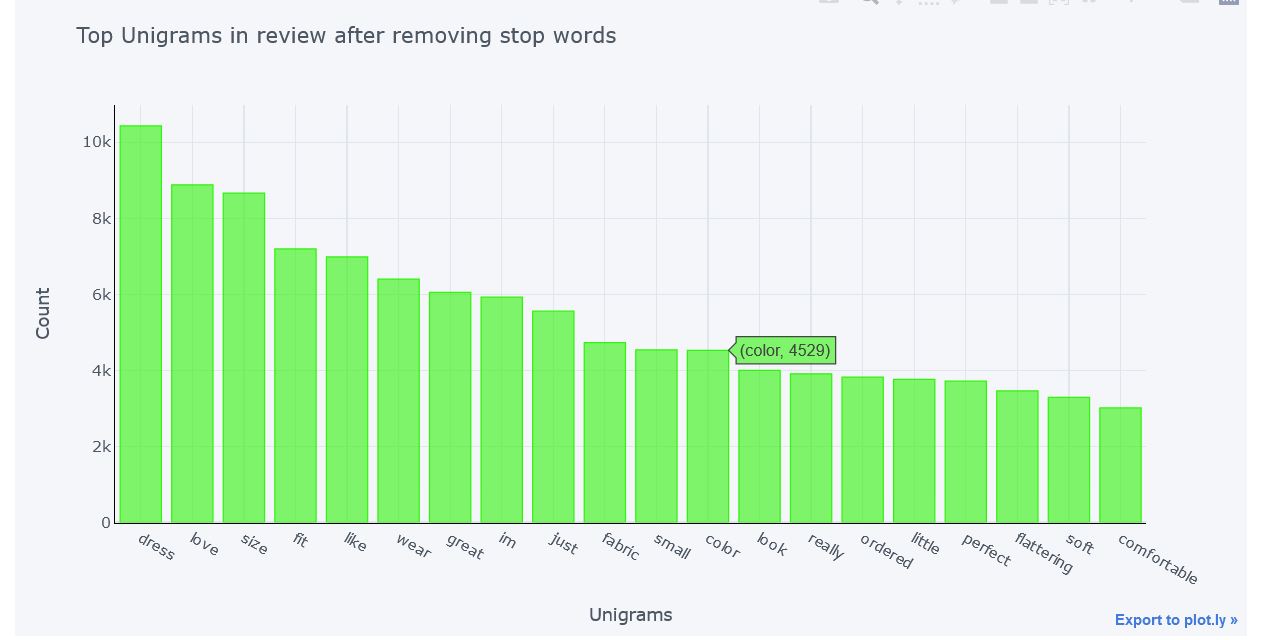 Top Unigrams in review after removing stop words
Count
10k
8k
6k
4k
2k
0
(color, 4529)
dress love size fit like wear great im just fabric small color look really ordered little perfect flattering soft comfortable
Unigrams
Export to plot.ly »